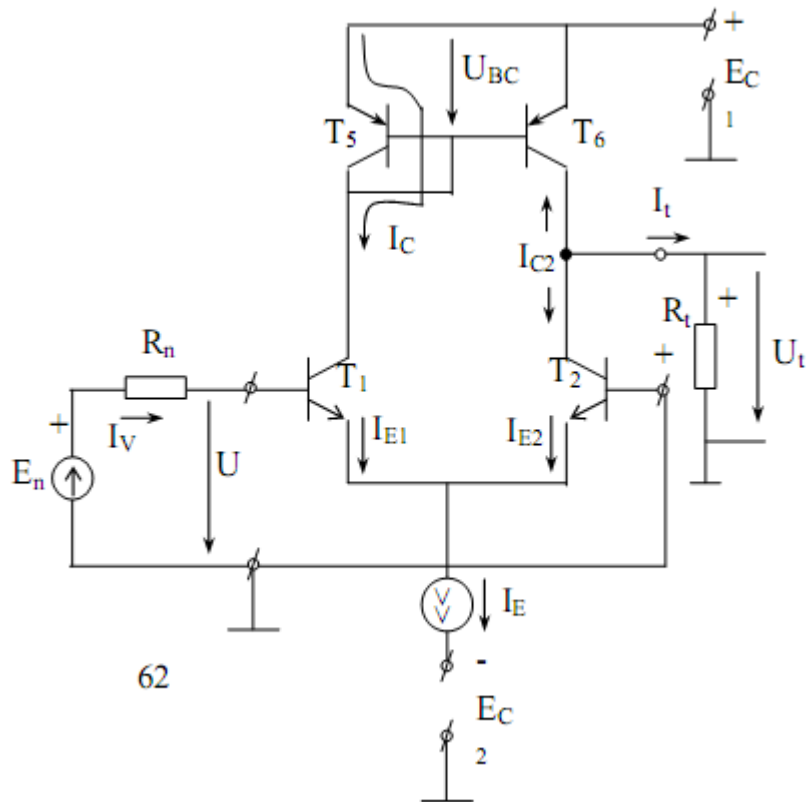 +
U_BC
E_C
1
T_5
T_6
I_t
I_C
I_C2
+
R_n
R_t
+
U_t
T_1
T_2
+
I_V
I_E1
I_E2
U
E_n
I_E
62
-
E_C
2